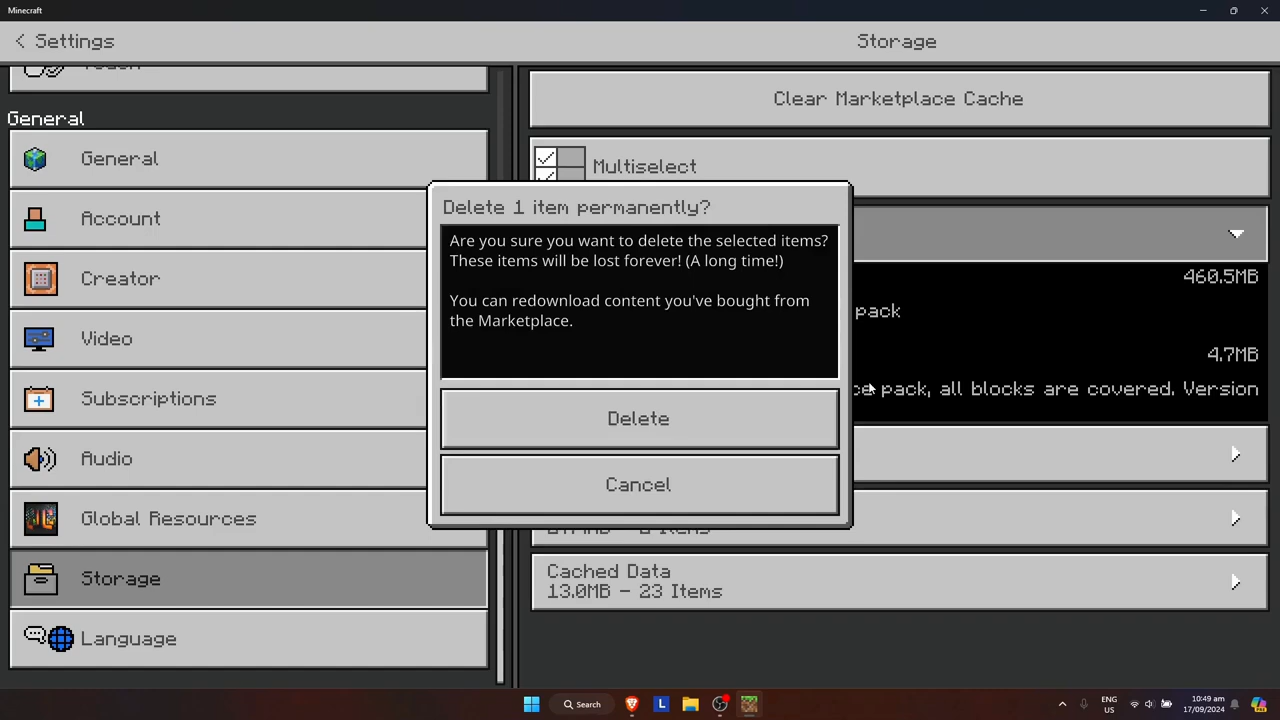 Minecraft
Settings
Storage
Touch
General
General
Account
Creator
Video
Subscriptions
Audio
Global Resources
Storage
Language
Clear Marketplace Cache
Multiselect
Delete 1 item permanently?
Are you sure you want to delete the selected items?
These items will be lost forever! (A long time!)
You can redownload content you've bought from
the Marketplace.
Delete
Cancel
460.5MB
pack
4.7MB
pack, all blocks are covered. Version
Items
Cached Data
13.0MB - 23 Items
Search
L
ENG
US
10:49 am
17/09/2024